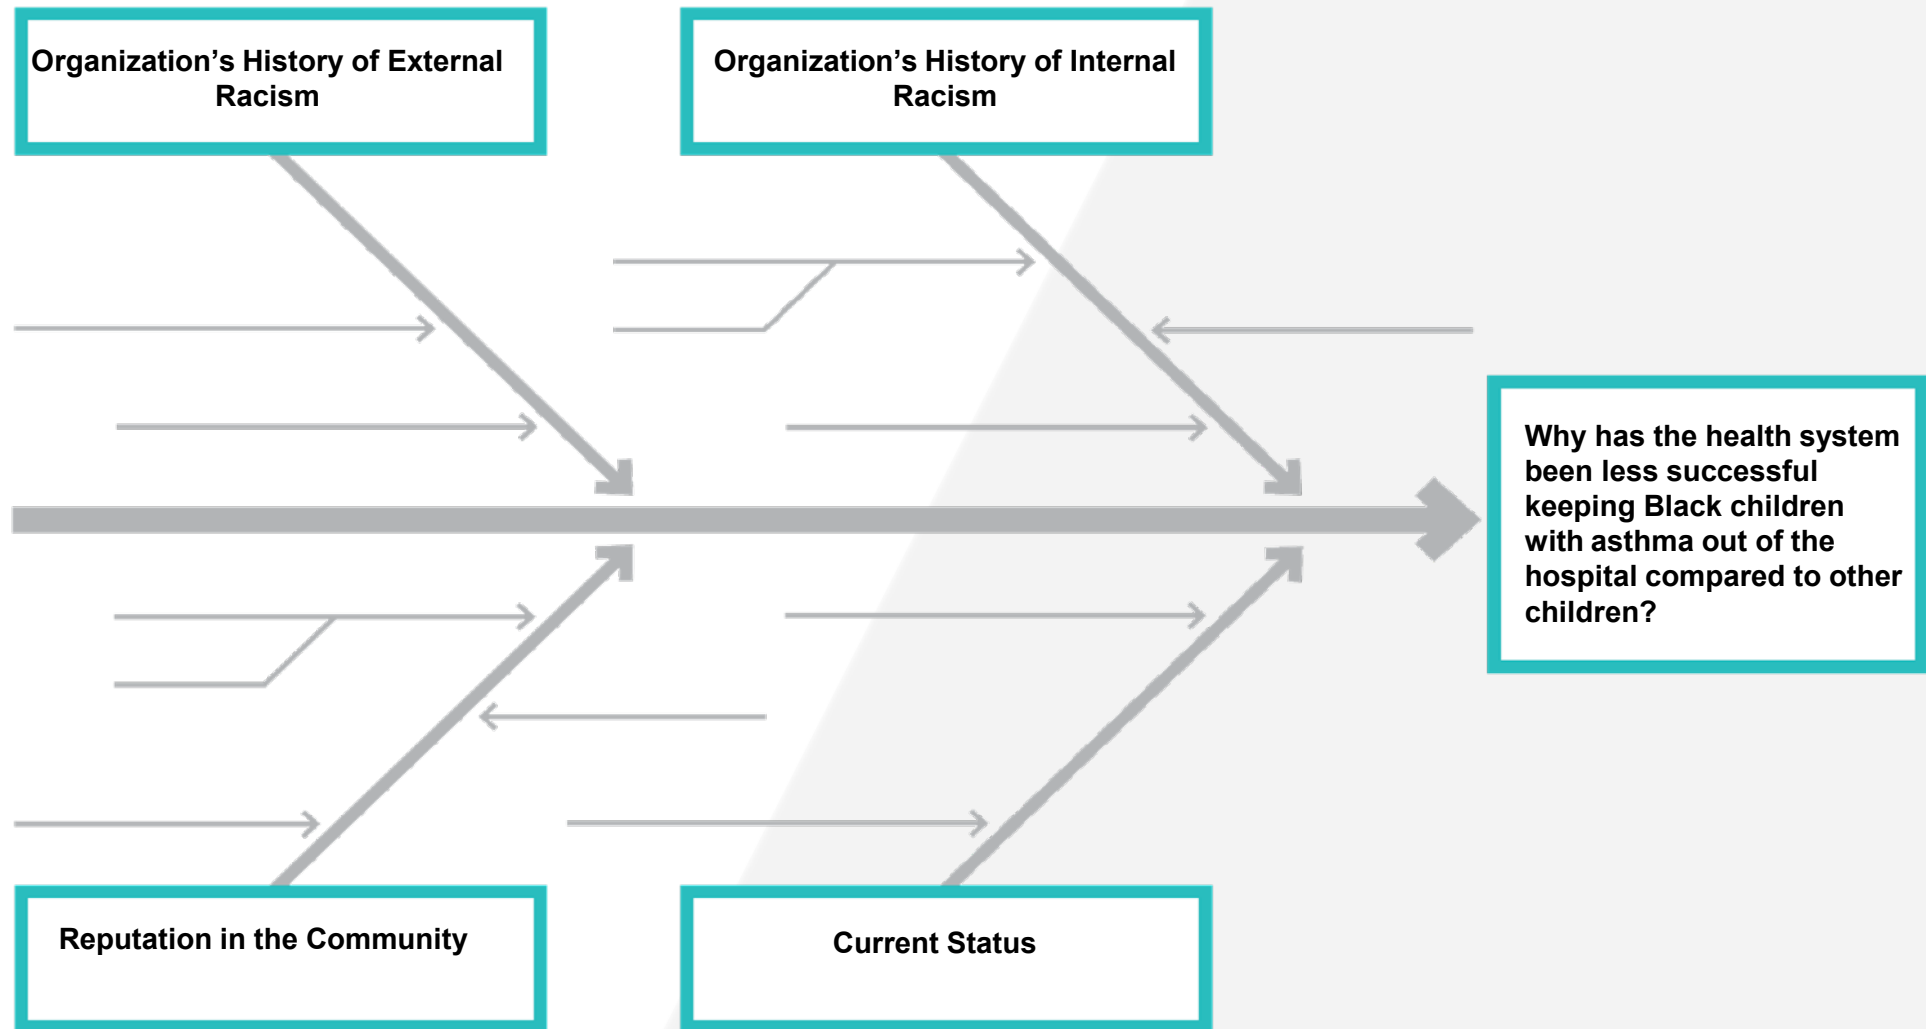 Organization’s History of External
Racism
Organization’s History of Internal
Racism
Why has the health system
been less successful
keeping Black children
with asthma out of the
hospital compared to other
children?
Reputation in the Community
Current Status